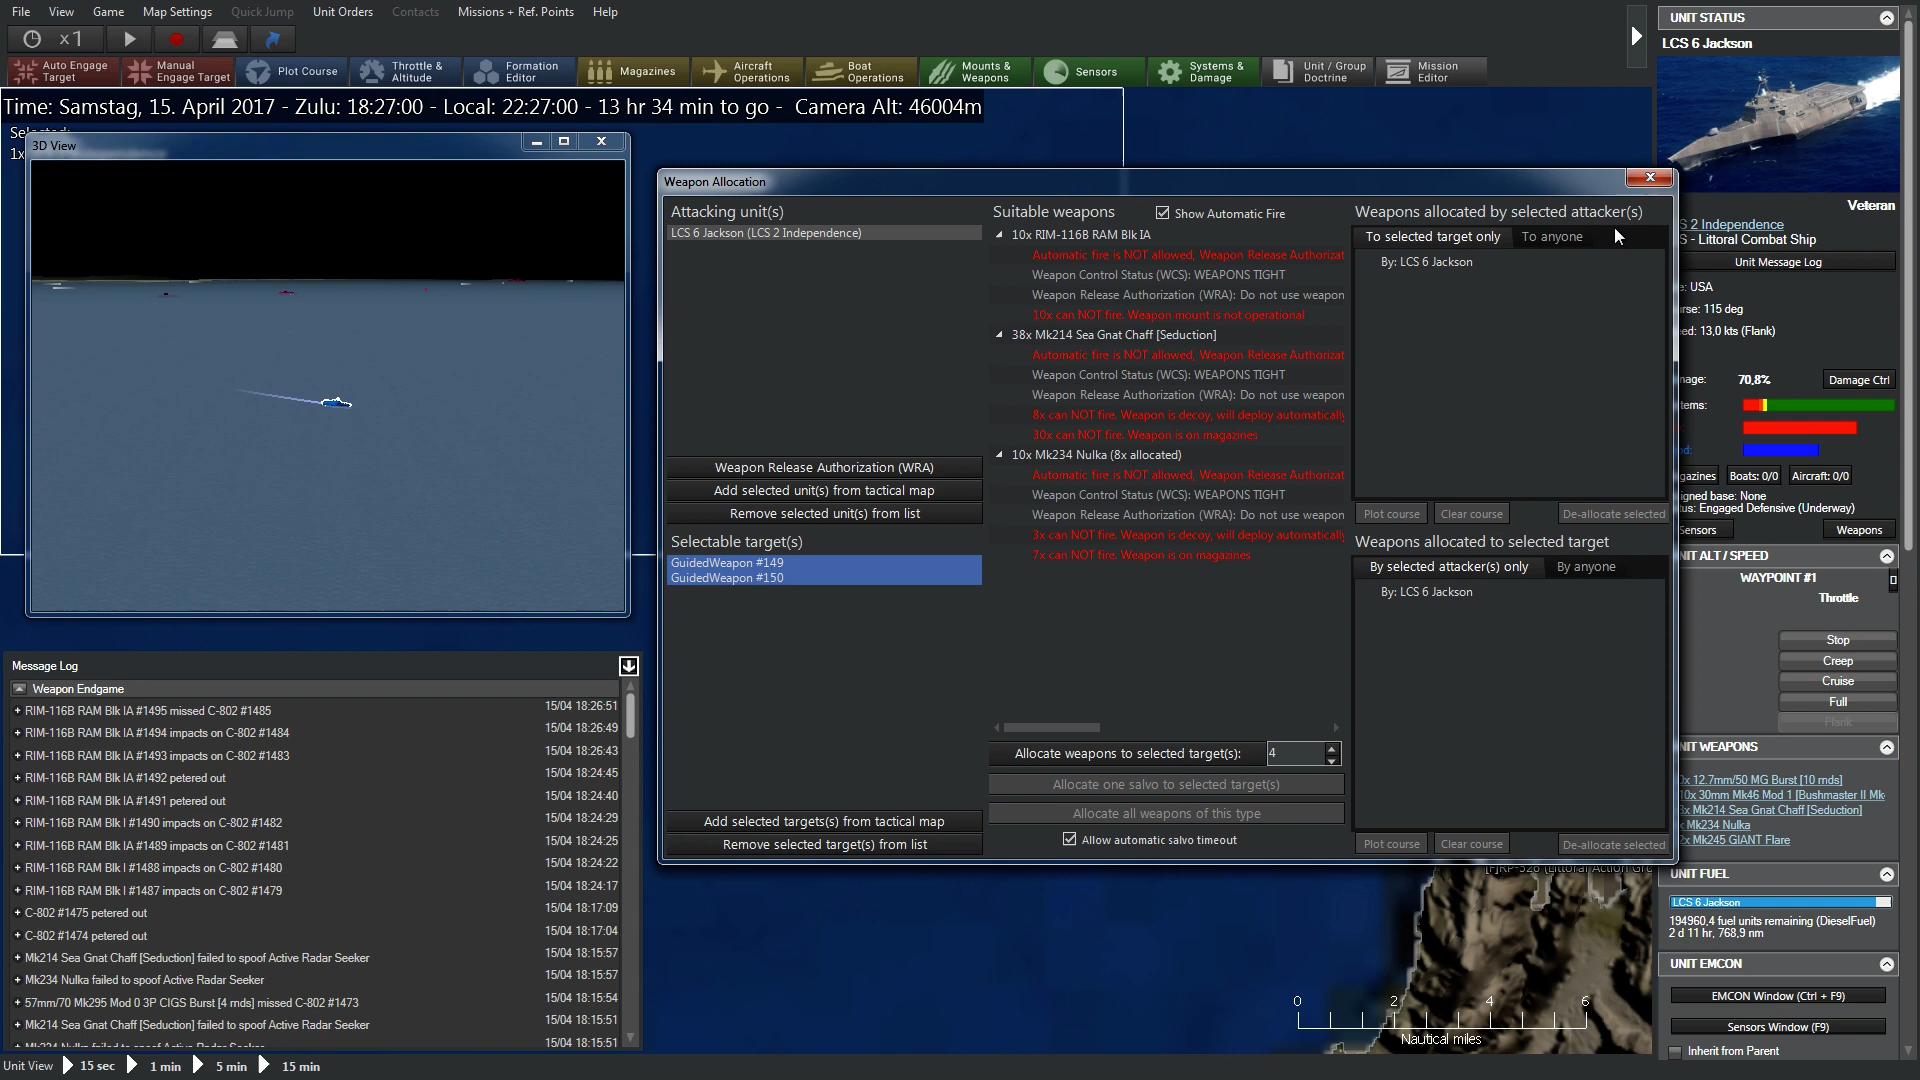 File View Game Map Settings Quick Jump Unit Orders Contacts Missions + Ref. Points Help
x1
Auto Engage Target
Manual Engage Target
Plot Course
Throttle & Altitude
Formation Editor
Magazines
Aircraft Operations
Boat Operations
Mounts & Weapons
Sensors
Systems & Damage
Unit / Group Doctrine
Mission Editor
Time: Samstag, 15. April 2017 - Zulu: 18:27:00 - Local: 22:27:00 - 13 hr 34 min to go - Camera Alt: 46004m
3D View
Weapon Allocation
Attacking unit(s)
LCS 6 Jackson (LCS 2 Independence)
Weapon Release Authorization (WRA)
Add selected unit(s) from tactical map
Remove selected unit(s) from list
Selectable target(s)
GuidedWeapon #149
GuidedWeapon #150
Add selected targets(s) from tactical map
Remove selected target(s) from list
Suitable weapons Show Automatic Fire
10x RIM-116B RAM Blk IA
Automatic fire is NOT allowed, Weapon Release Authorizat
Weapon Control Status (WCS): WEAPONS TIGHT
Weapon Release Authorization (WRA): Do not use weapon
10x can NOT fire. Weapon mount is not operational
38x Mk214 Sea Gnat Chaff [Seduction]
Automatic fire is NOT allowed, Weapon Release Authorizat
Weapon Control Status (WCS): WEAPONS TIGHT
Weapon Release Authorization (WRA): Do not use weapon
8x can NOT fire. Weapon is decoy, will deploy automatically
30x can NOT fire. Weapon is on magazines
10x Mk234 Nulka (8x allocated)
Automatic fire is NOT allowed, Weapon Release Authorizat
Weapon Control Status (WCS): WEAPONS TIGHT
Weapon Release Authorization (WRA): Do not use weapon
3x can NOT fire. Weapon is decoy, will deploy automatically
7x can NOT fire. Weapon is on magazines
Allocate weapons to selected target(s): 4
Allocate one salvo to selected target(s)
Allocate all weapons of this type
Allow automatic salvo timeout
Weapons allocated by selected attacker(s)
To selected target only To anyone
By: LCS 6 Jackson
Plot course Clear course De-allocate selected
Weapons allocated to selected target
By selected attacker(s) only By anyone
By: LCS 6 Jackson
Plot course Clear course De-allocate selected
Message Log
Weapon Endgame
RIM-116B RAM Blk IA #1495 missed C-802 #1485 15/04 18:26:51
RIM-116B RAM Blk IA #1494 impacts on C-802 #1484 15/04 18:26:49
RIM-116B RAM Blk IA #1493 impacts on C-802 #1483 15/04 18:26:43
RIM-116B RAM Blk IA #1492 petered out 15/04 18:24:45
RIM-116B RAM Blk IA #1491 petered out 15/04 18:24:40
RIM-116B RAM Blk I #1490 impacts on C-802 #1482 15/04 18:24:29
RIM-116B RAM Blk IA #1489 impacts on C-802 #1481 15/04 18:24:25
RIM-116B RAM Blk I #1488 impacts on C-802 #1480 15/04 18:24:22
RIM-116B RAM Blk I #1487 impacts on C-802 #1479 15/04 18:24:17
C-802 #1475 petered out 15/04 18:17:09
C-802 #1474 petered out 15/04 18:17:04
Mk214 Sea Gnat Chaff [Seduction] failed to spoof Active Radar Seeker 15/04 18:15:57
Mk234 Nulka failed to spoof Active Radar Seeker 15/04 18:15:57
57mm/70 Mk295 Mod 0 3P CIGS Burst [4 rnds] missed C-802 #1473 15/04 18:15:54
Mk214 Sea Gnat Chaff [Seduction] failed to spoof Active Radar Seeker 15/04 18:15:51
Mk234 Nulka failed to spoof Active Radar Seeker 15/04 18:15:51
Unit View 15 sec 1 min 5 min 15 min
0 2 4 6
Nautical miles
UNIT STATUS
LCS 6 Jackson
Veteran
S 2 Independence
S - Littoral Combat Ship
Unit Message Log
e: USA
urse: 115 deg
ed: 13,0 kts (Flank)
mage: 70,8% Damage Ctrl
tems:
gazines Boats: 0/0 Aircraft: 0/0
igned base: None
tus: Engaged Defensive (Underway)
Sensors Weapons
NIT ALT / SPEED
WAYPOINT #1
Throttle
Stop
Creep
Cruise
Full
Flank
NIT WEAPONS
0x 12.7mm/50 MG Burst [10 rnds]
10x 30mm Mk46 Mod 1 [Bushmaster II Mk
8x Mk214 Sea Gnat Chaff [Seduction]
x Mk234 Nulka
2x Mk245 GIANT Flare
UNIT FUEL
LCS 6 Jackson
194960,4 fuel units remaining (DieselFuel)
2 d 11 hr, 768,9 nm
UNIT EMCON
EMCON Window (Ctrl + F9)
Sensors Window (F9)
Inherit from Parent